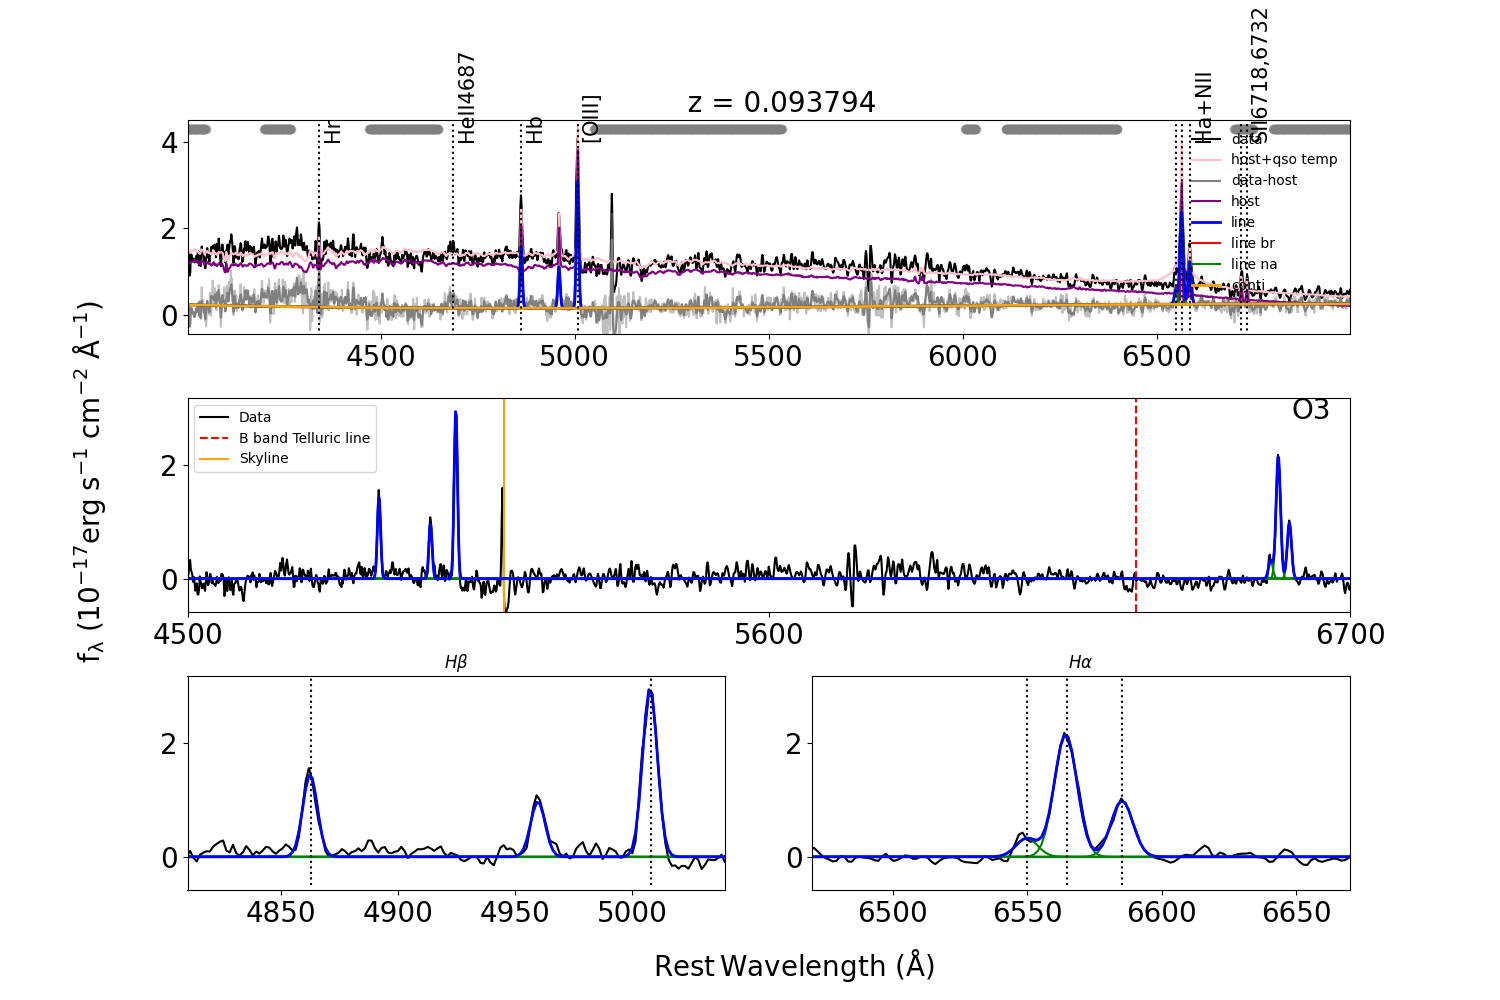 z = 0.093794
Hr
HeII4687
Hb
[OIII]
Ha+NII
SII6718,6732
4
2
0
data
host+qso temp
data-host
host
line
line br
line na
conti
4500
5000
5500
6000
6500
fλ (10−17erg s−1 cm−2 Å−1)
Data
B band Telluric line
Skyline
O3
2
0
4500
5600
6700
Hβ
2
0
4850
4900
4950
5000
Hα
2
0
6500
6550
6600
6650
Rest Wavelength (Å)